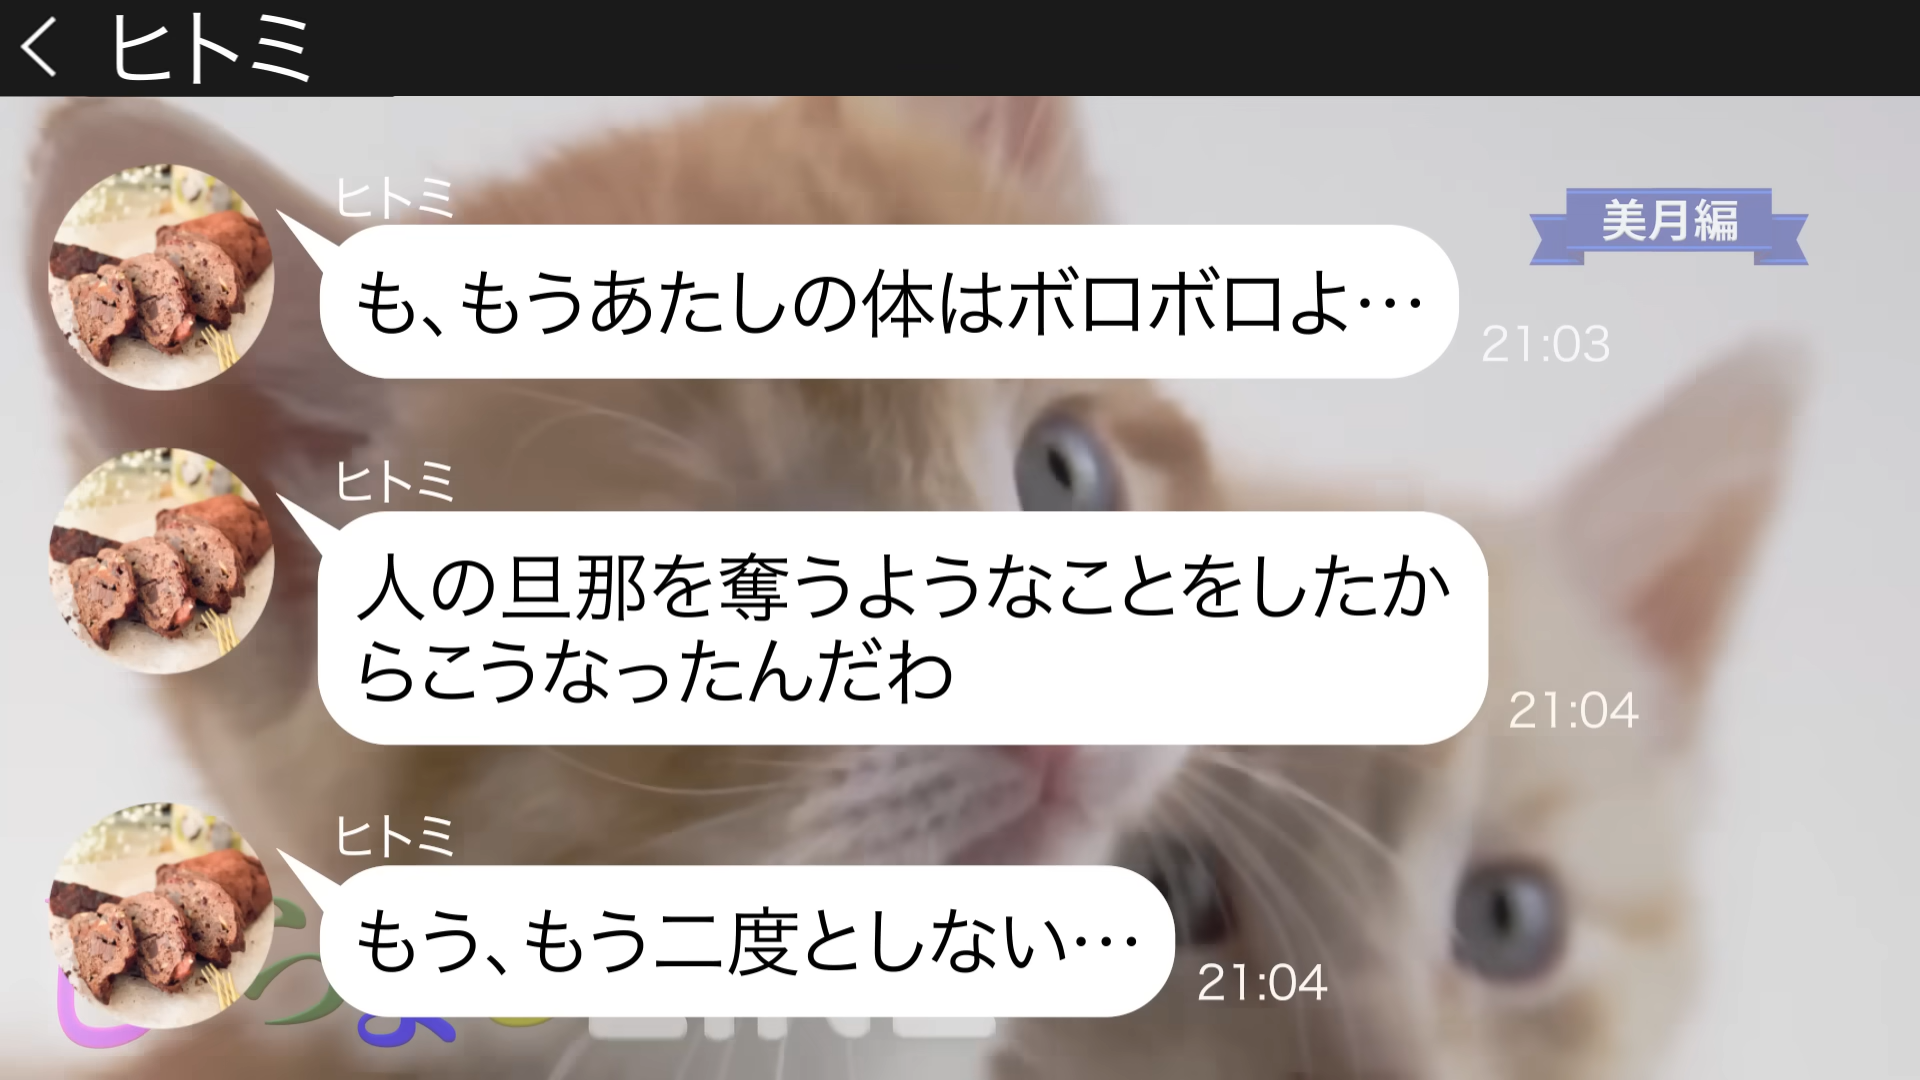 ヒトミ
美月編
ヒトミ
も、もうあたしの体はボロボロよ…
21:03
ヒトミ
人の旦那を奪うようなことをしたか
らこうなったんだわ
21:04
ヒトミ
もう、もう二度としない…
21:04